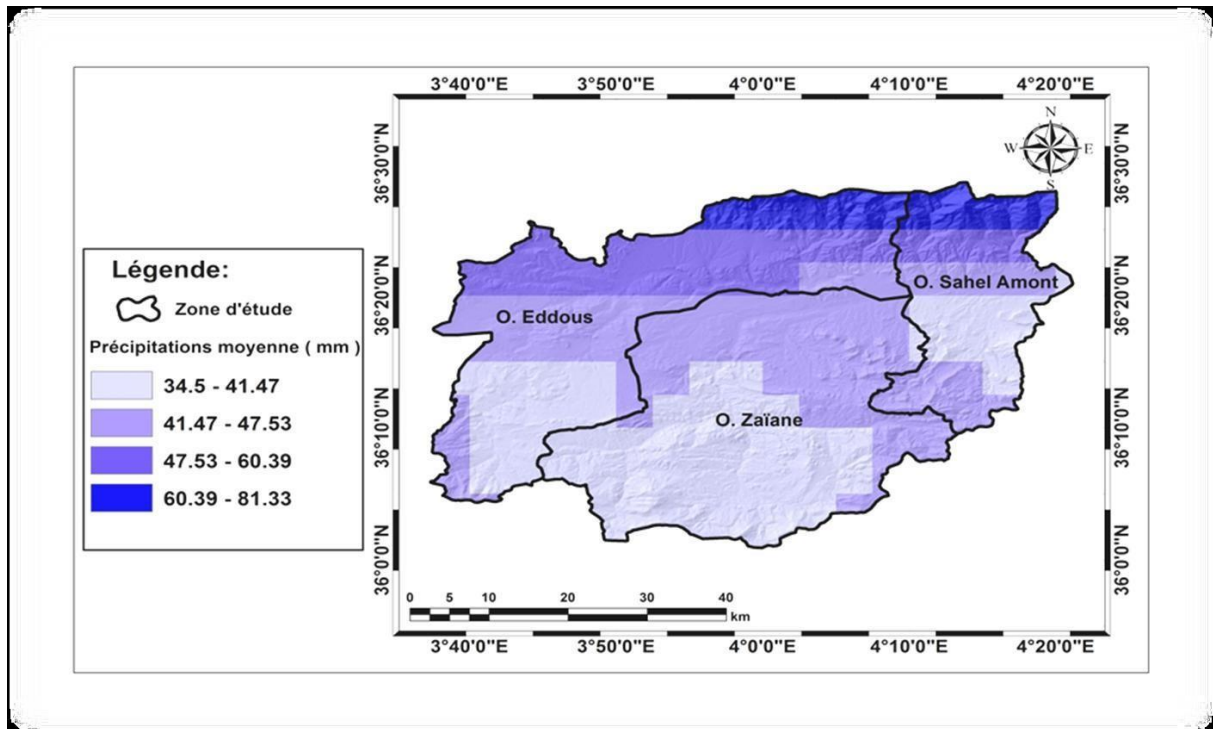 3°40'0"E 3°50'0"E 4°0'0"E 4°10'0"E 4°20'0"E
N
W E
S
36°30'0"N 36°30'0"N
36°20'0"N 36°20'0"N
36°10'0"N 36°10'0"N
36°0'0"N 36°0'0"N
O. Sahel Amont
O. Eddous
O. Zaïane
Légende:
Zone d'étude
Précipitations moyenne ( mm )
34.5 - 41.47
41.47 - 47.53
47.53 - 60.39
60.39 - 81.33
0 5 10 20 30 40
km
3°40'0"E 3°50'0"E 4°0'0"E 4°10'0"E 4°20'0"E